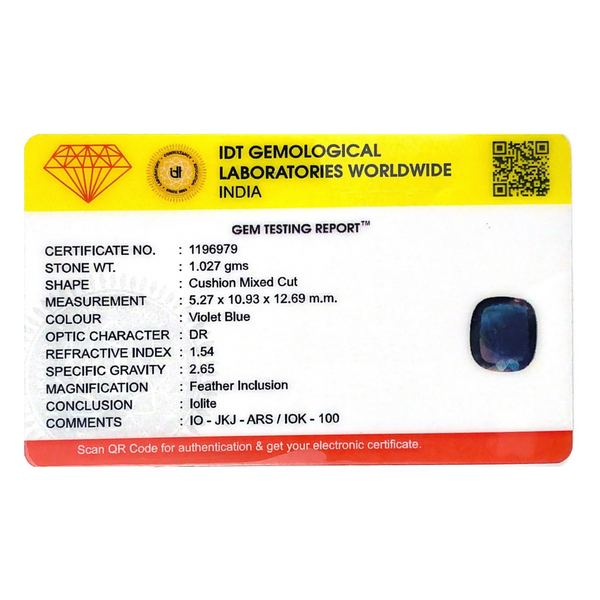 IDT GEMOLOGICAL
LABORATORIES WORLDWIDE
INDIA
GEM TESTING REPORT™
CERTIFICATE NO. : 1196979
STONE WT. : 1.027 gms
SHAPE : Cushion Mixed Cut
MEASUREMENT : 5.27 x 10.93 x 12.69 m.m.
COLOUR : Violet Blue
OPTIC CHARACTER : DR
REFRACTIVE INDEX : 1.54
SPECIFIC GRAVITY : 2.65
MAGNIFICATION : Feather Inclusion
CONCLUSION : Iolite
COMMENTS : IO - JKJ - ARS / IOK - 100
Scan QR Code for authentication & get your electronic certificate.